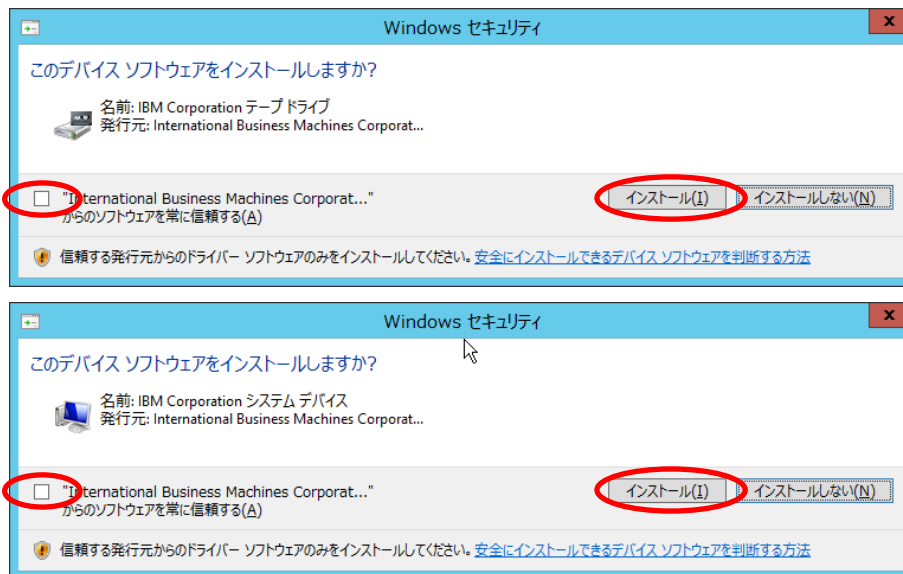 Windows セキュリティ
x
このデバイス ソフトウェアをインストールしますか?
名前: IBM Corporation テープ ドライブ
発行元: International Business Machines Corporat...
"International Business Machines Corporat..."
からのソフトウェアを常に信頼する(A)
インストール(I) インストールしない(N)
信頼する発行元からのドライバー ソフトウェアのみをインストールしてください。安全にインストールできるデバイス ソフトウェアを判断する方法
Windows セキュリティ
x
このデバイス ソフトウェアをインストールしますか?
名前: IBM Corporation システム デバイス
発行元: International Business Machines Corporat...
"International Business Machines Corporat..."
からのソフトウェアを常に信頼する(A)
インストール(I) インストールしない(N)
信頼する発行元からのドライバー ソフトウェアのみをインストールしてください。安全にインストールできるデバイス ソフトウェアを判断する方法